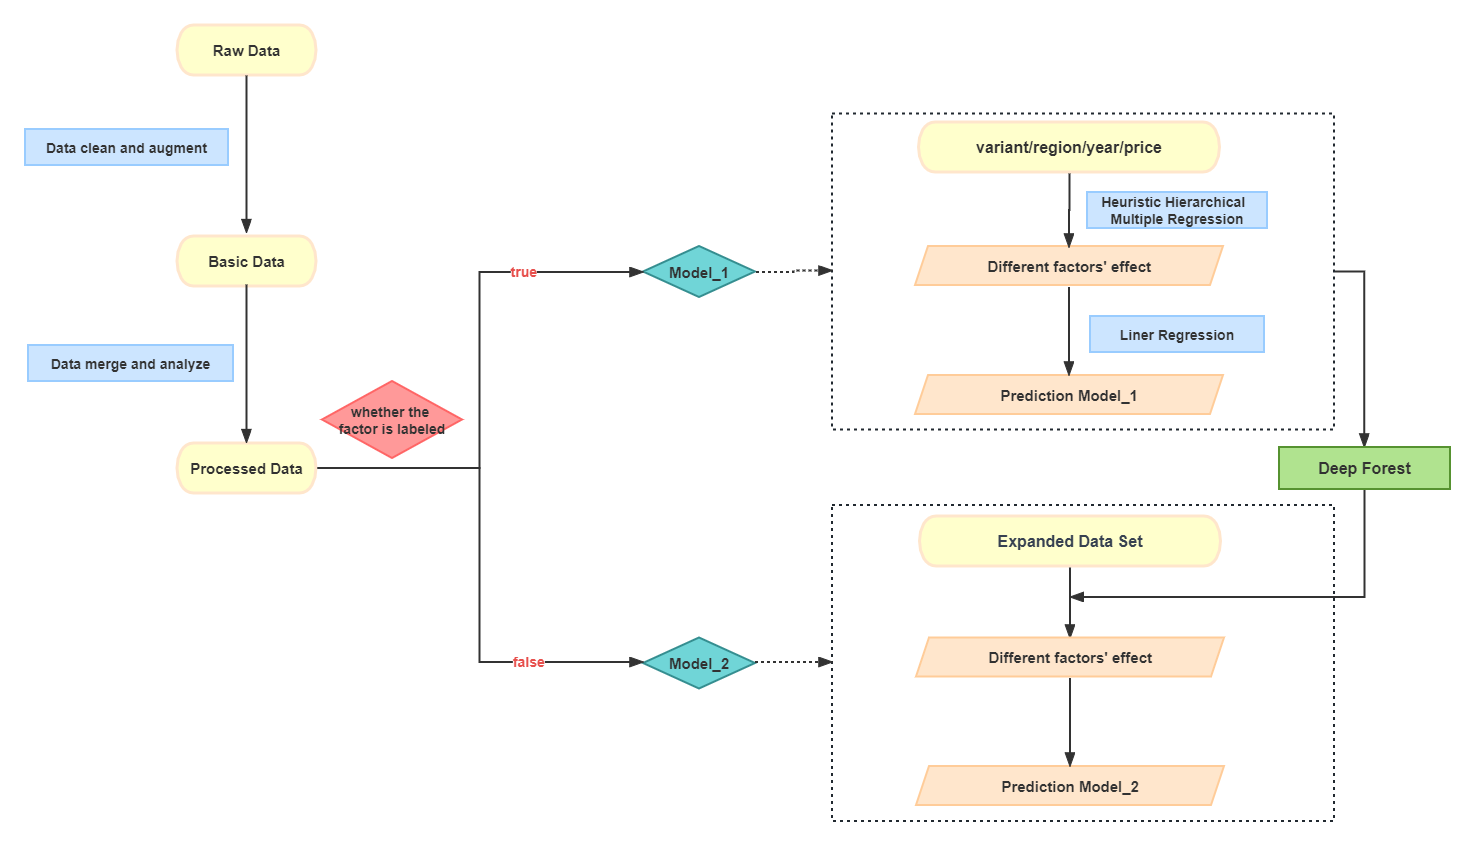 Raw Data
Data clean and augment
Basic Data
Data merge and analyze
whether the
factor is labeled
Processed Data
true
Model_1
false
Model_2
variant/region/year/price
Heuristic Hierarchical
Multiple Regression
Different factors' effect
Liner Regression
Prediction Model_1
Deep Forest
Expanded Data Set
Different factors' effect
Prediction Model_2